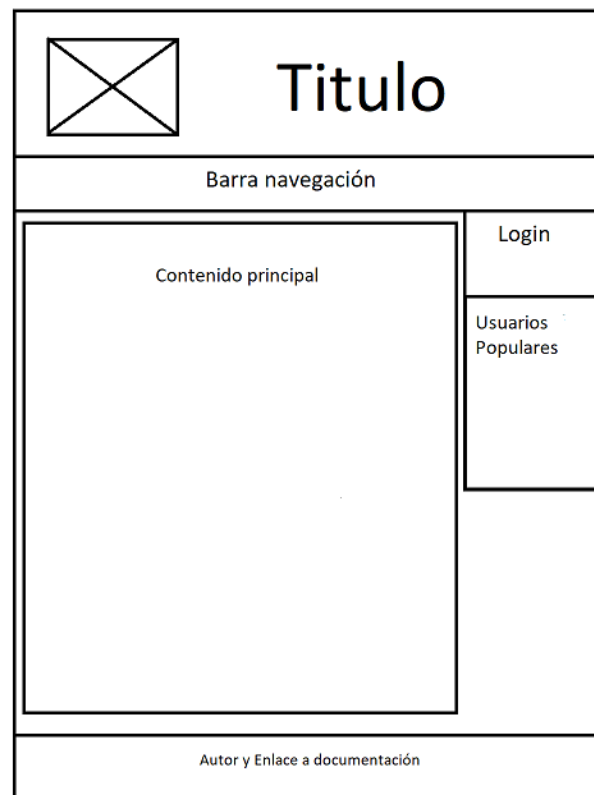 Titulo
Barra navegación
Contenido principal
Login
Usuarios
Populares
Autor y Enlace a documentación